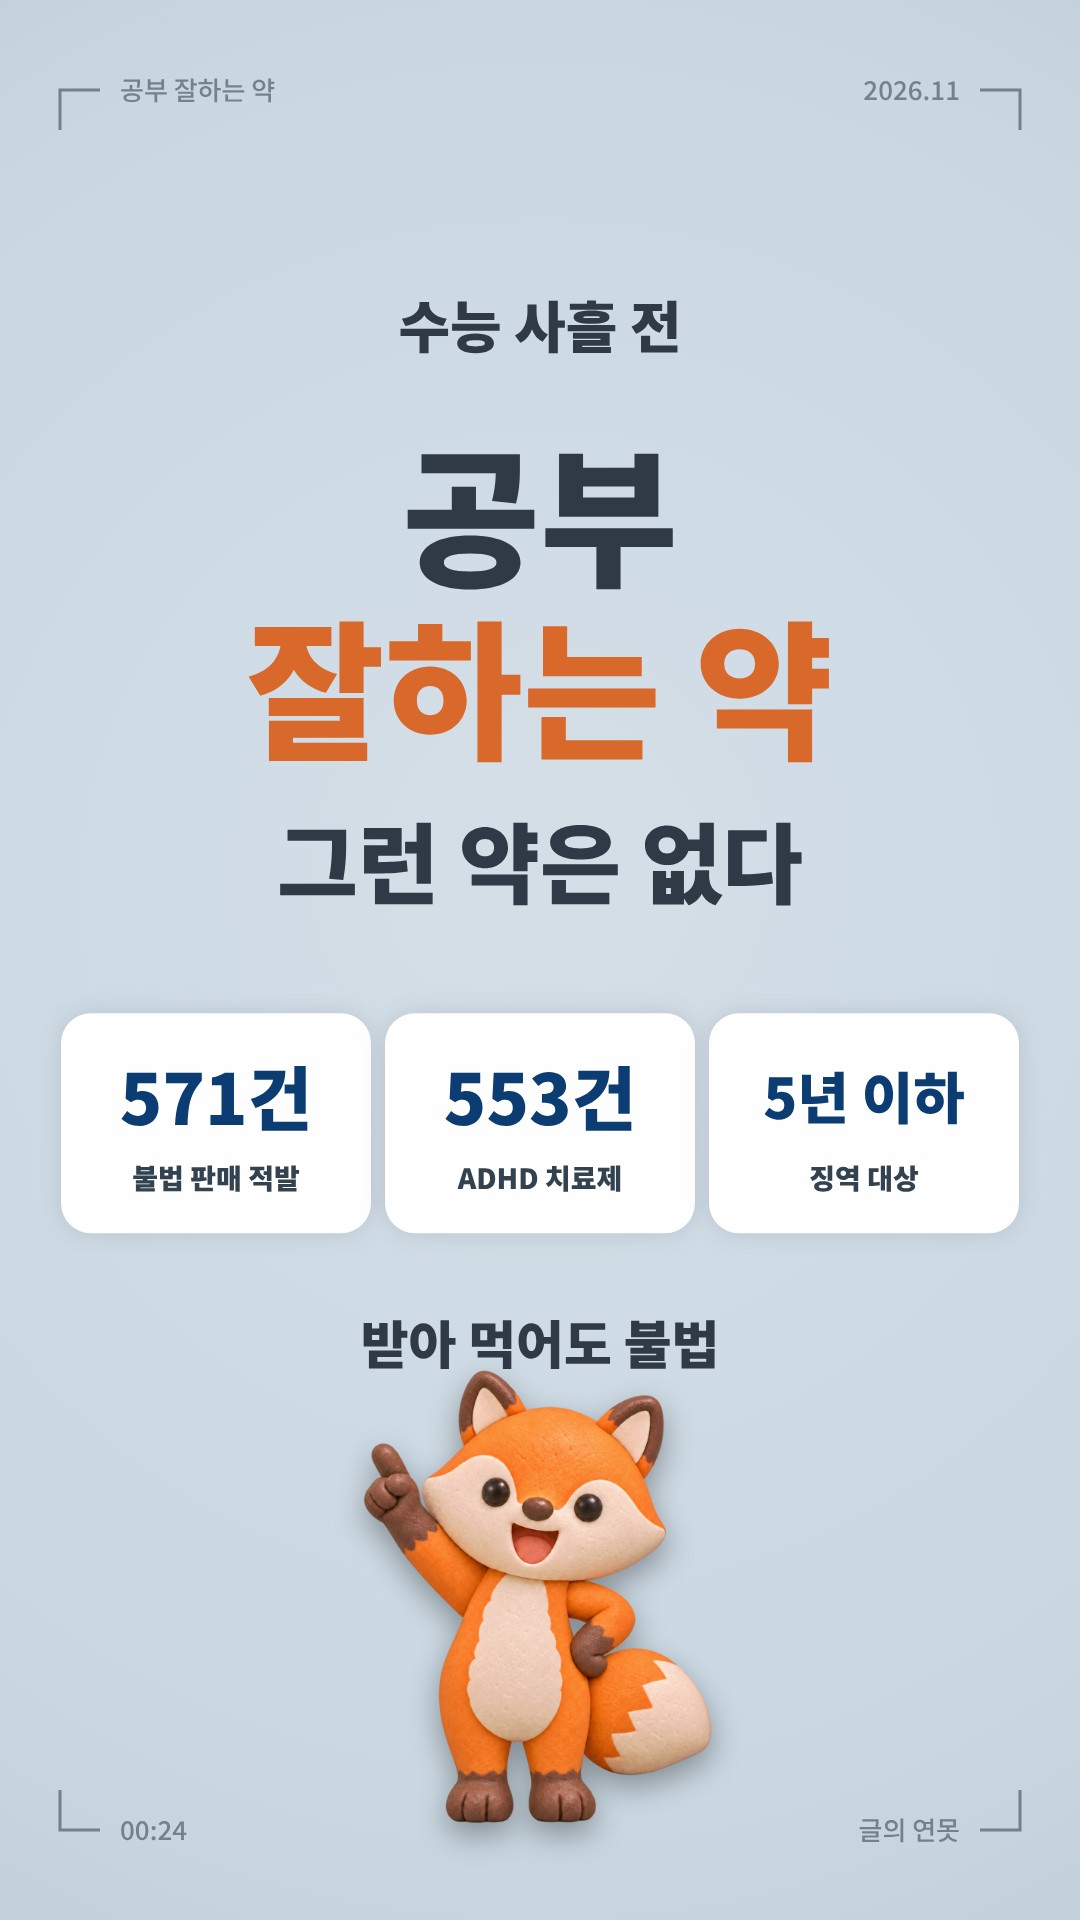 공부 잘하는 약
2026.11
수능 사흘 전
공부
잘하는 약
그런 약은 없다
571건
불법 판매 적발
553건
ADHD 치료제
5년 이하
징역 대상
받아 먹어도 불법
00:24
글의 연못